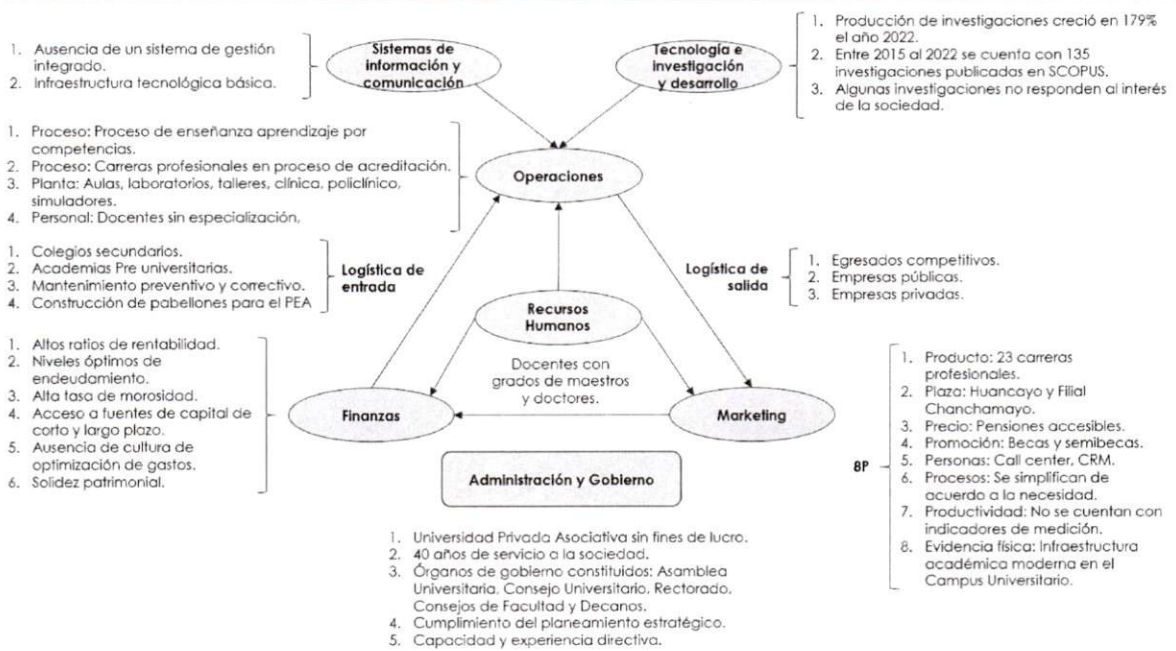 1. Ausencia de un sistema de gestión
integrado.
2. Infraestructura tecnológica básica.
Sistemas de
información y
comunicación
Tecnología e
investigación
y desarrollo
1. Producción de investigaciones creció en 179%
el año 2022.
2. Entre 2015 al 2022 se cuenta con 135
investigaciones publicadas en SCOPUS.
3. Algunas investigaciones no responden al interés
de la sociedad.
1. Proceso: Proceso de enseñanza aprendizaje por
competencias.
2. Proceso: Carreras profesionales en proceso de acreditación.
3. Planta: Aulas, laboratorios, talleres, clínica, policlínico,
simuladores.
4. Personal: Docentes sin especialización.
Operaciones
1. Colegios secundarios.
2. Academias Pre universitarias.
3. Mantenimiento preventivo y correctivo.
4. Construcción de pabellones para el PEA
Logística de
entrada
Logística de
salida
1. Egresados competitivos.
2. Empresas públicas.
3. Empresas privadas.
Recursos
Humanos
Docentes con
grados de maestros
y doctores.
1. Altos ratios de rentabilidad.
2. Niveles óptimos de
endeudamiento.
3. Alta tasa de morosidad.
4. Acceso a fuentes de capital de
corto y largo plazo.
5. Ausencia de cultura de
optimización de gastos.
6. Solidez patrimonial.
Finanzas
Marketing
8P
1. Producto: 23 carreras
profesionales.
2. Plaza: Huancayo y Filial
Chanchamayo.
3. Precio: Pensiones accesibles.
4. Promoción: Becas y semibecas.
5. Personas: Call center, CRM.
6. Procesos: Se simplifican de
acuerdo a la necesidad.
7. Productividad: No se cuentan con
indicadores de medición.
8. Evidencia física: Infraestructura
académica moderna en el
Campus Universitario.
Administración y Gobierno
1. Universidad Privada Asociativa sin fines de lucro.
2. 40 años de servicio a la sociedad.
3. Órganos de gobierno constituidos: Asamblea
Universitaria, Consejo Universitario, Rectorado,
Consejos de Facultad y Decanos.
4. Cumplimiento del planeamiento estratégico.
5. Capacidad y experiencia directiva.